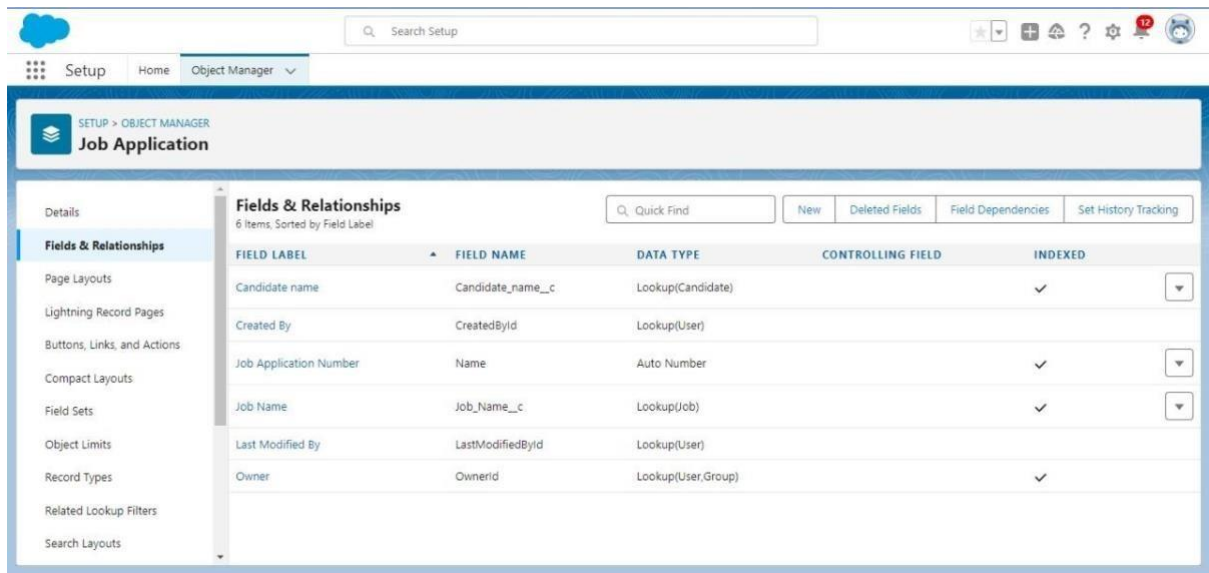 Search Setup
12
Setup Home Object Manager
SETUP > OBJECT MANAGER
Job Application
Details
Fields & Relationships
Page Layouts
Lightning Record Pages
Buttons, Links, and Actions
Compact Layouts
Field Sets
Object Limits
Record Types
Related Lookup Filters
Search Layouts
Fields & Relationships
6 Items, Sorted by Field Label
Quick Find New Deleted Fields Field Dependencies Set History Tracking
FIELD LABEL FIELD NAME DATA TYPE CONTROLLING FIELD INDEXED
Candidate name Candidate_name__c Lookup(Candidate)
Created By CreatedById Lookup(User)
Job Application Number Name Auto Number
Job Name Job_Name__c Lookup(Job)
Last Modified By LastModifiedById Lookup(User)
Owner OwnerId Lookup(User,Group)